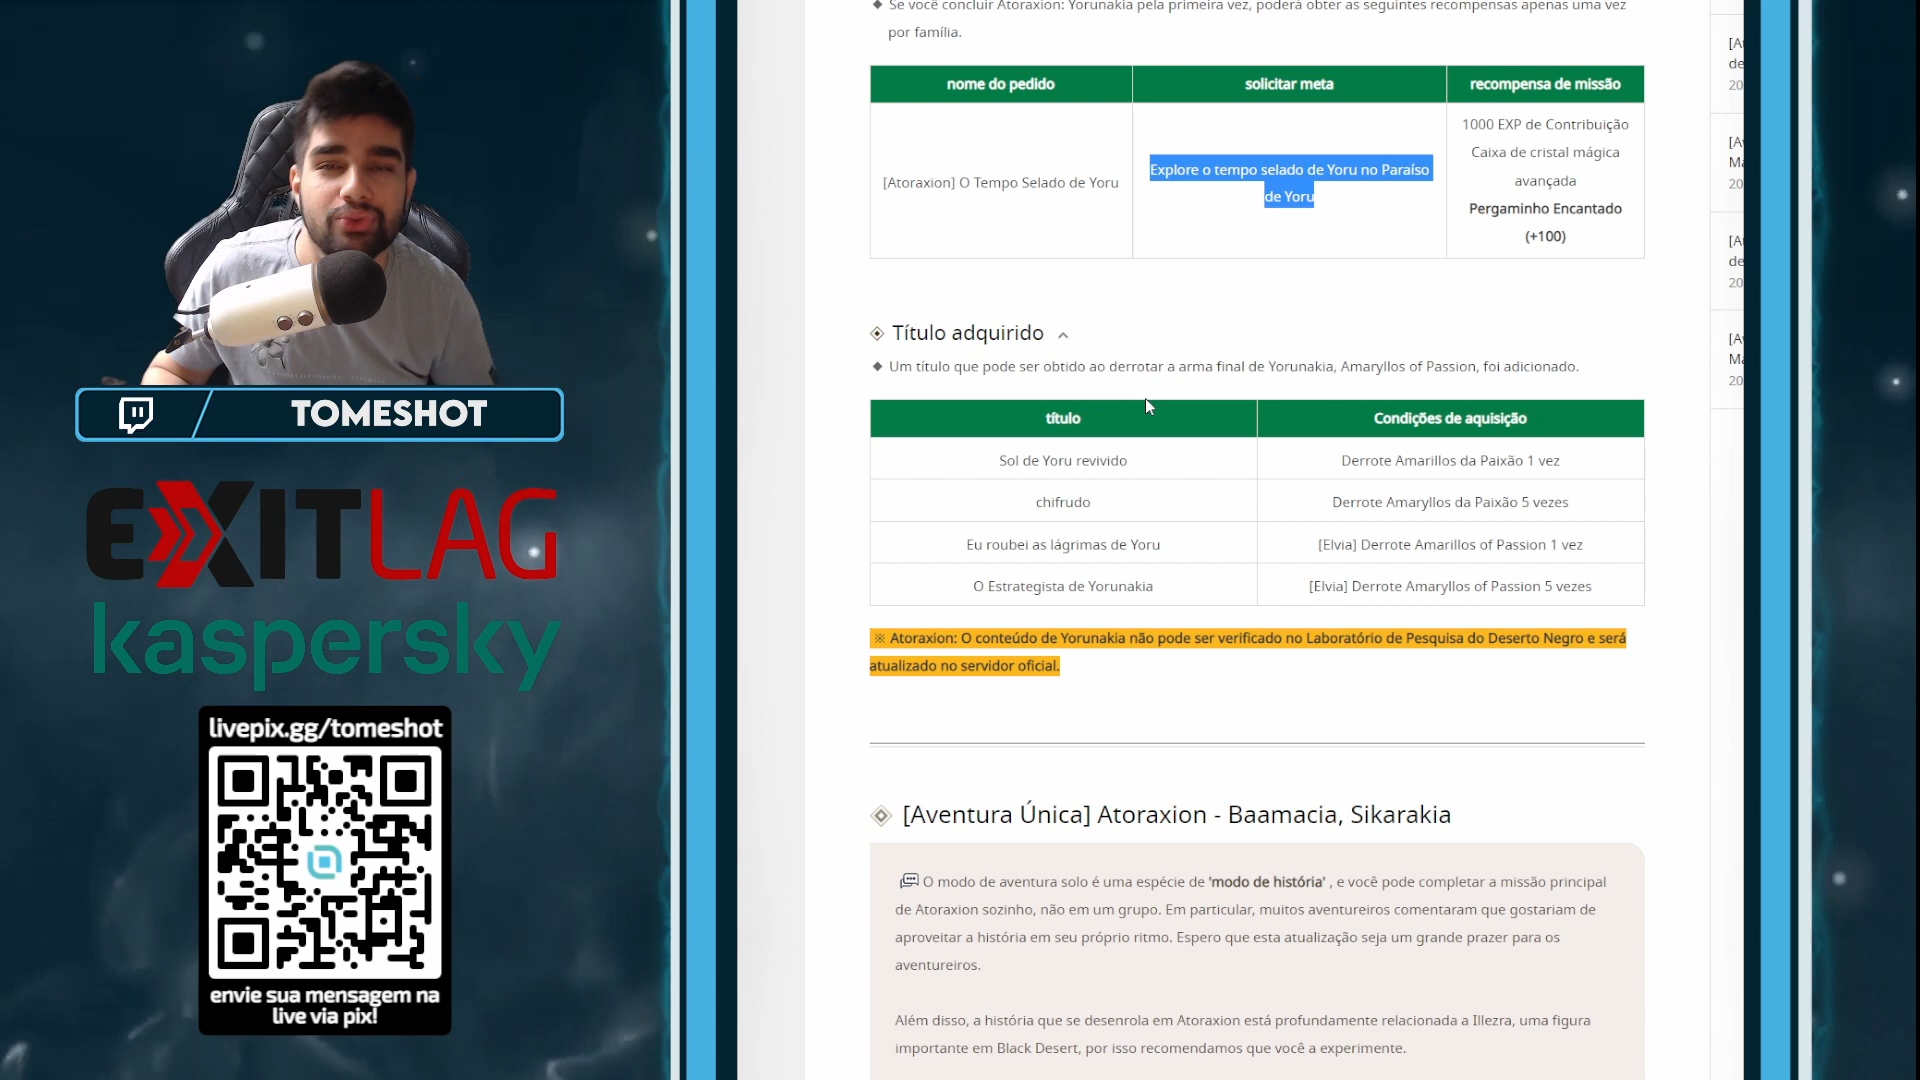 TOMESHOT
EXITLAG
kaspersky
livepix.gg/tomeshot
envie sua mensagem na
live via pix!
Se você concluir Atoraxion: Yorunakia pela primeira vez, poderá obter as seguintes recompensas apenas uma vez
por família.
nome do pedido
solicitar meta
recompensa de missão
[Atoraxion] O Tempo Selado de Yoru
Explore o tempo selado de Yoru no Paraíso
de Yoru
1000 EXP de Contribuição
Caixa de cristal mágica
avançada
Pergaminho Encantado
(+100)
Título adquirido
Um título que pode ser obtido ao derrotar a arma final de Yorunakia, Amaryllos of Passion, foi adicionado.
título
Condições de aquisição
Sol de Yoru revivido
Derrote Amarillos da Paixão 1 vez
chifrudo
Derrote Amaryllos da Paixão 5 vezes
Eu roubei as lágrimas de Yoru
[Elvia] Derrote Amarillos of Passion 1 vez
O Estrategista de Yorunakia
[Elvia] Derrote Amaryllos of Passion 5 vezes
※ Atoraxion: O conteúdo de Yorunakia não pode ser verificado no Laboratório de Pesquisa do Deserto Negro e será
atualizado no servidor oficial.
[Aventura Única] Atoraxion - Baamacia, Sikarakia
O modo de aventura solo é uma espécie de 'modo de história' , e você pode completar a missão principal
de Atoraxion sozinho, não em um grupo. Em particular, muitos aventureiros comentaram que gostariam de
aproveitar a história em seu próprio ritmo. Espero que esta atualização seja um grande prazer para os
aventureiros.
Além disso, a história que se desenrola em Atoraxion está profundamente relacionada a Illezra, uma figura
importante em Black Desert, por isso recomendamos que você a experimente.
de
20
20
de
20
20